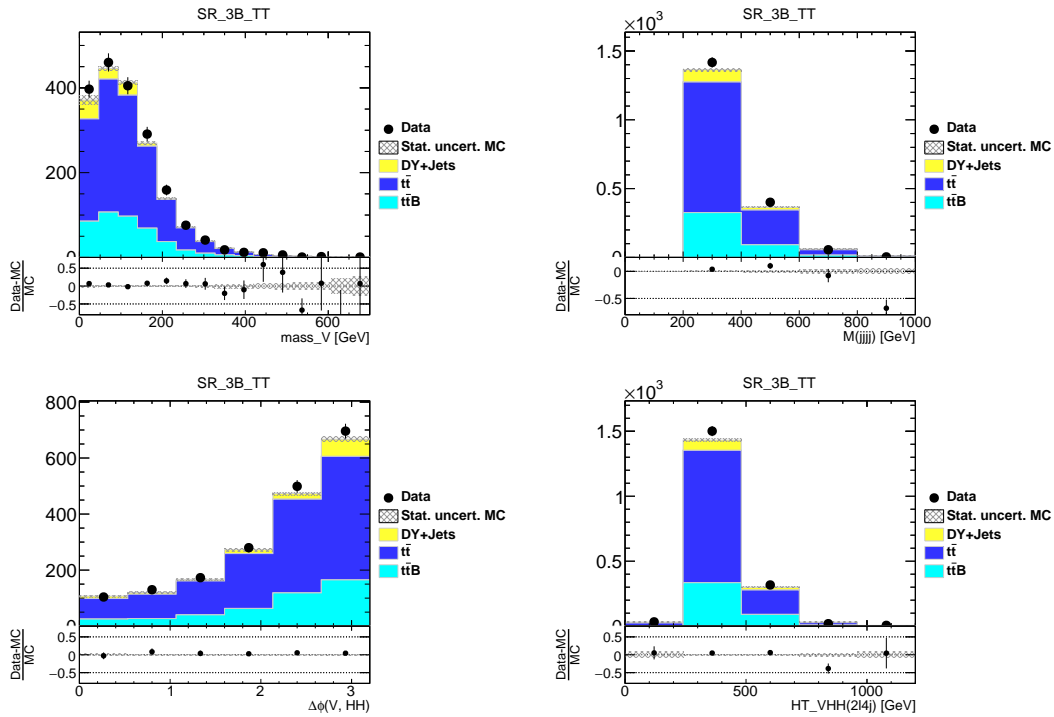 SR_3B_TT
400
200
0
Data
Stat. uncert. MC
DY+Jets
tt̄
tt̄B
Data-MC
MC
0.5
0
−0.5
0 200 400 600
mass_V [GeV]
SR_3B_TT
×10³
1.5
1
0.5
0
Data
Stat. uncert. MC
DY+Jets
tt̄
tt̄B
Data-MC
MC
0
−0.5
0 200 400 600 800 1000
M(jjjj) [GeV]
SR_3B_TT
800
600
400
200
0
Data
Stat. uncert. MC
DY+Jets
tt̄
tt̄B
Data-MC
MC
0.5
0
−0.5
0 1 2 3
Δϕ(V, HH)
SR_3B_TT
×10³
1.5
1
0.5
0
Data
Stat. uncert. MC
DY+Jets
tt̄
tt̄B
Data-MC
MC
0.5
0
−0.5
0 500 1000
HT_VHH(2l4j) [GeV]